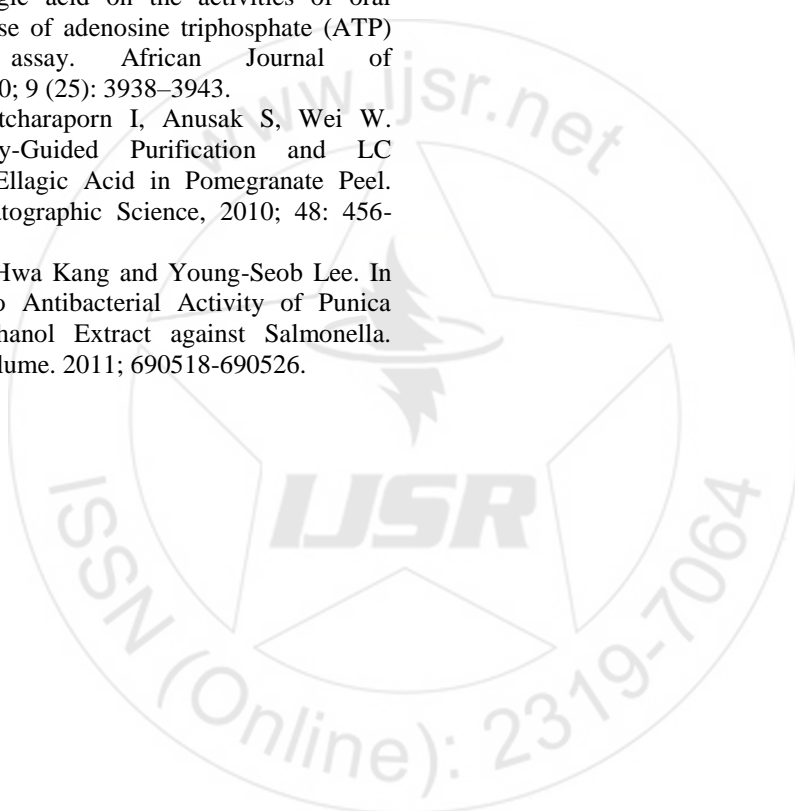 gic acid on the activities of oral
se of adenosine triphosphate (ATP)
assay. African Journal of
0; 9 (25): 3938–3943.
tcharaporn I, Anusak S, Wei W.
y-Guided Purification and LC
Ellagic Acid in Pomegranate Peel.
atographic Science, 2010; 48: 456-
Hwa Kang and Young-Seob Lee. In
o Antibacterial Activity of Punica
hanol Extract against Salmonella.
lume. 2011; 690518-690526.
www.ijsr.net
IJSR
ISSN (Online): 2319-7064